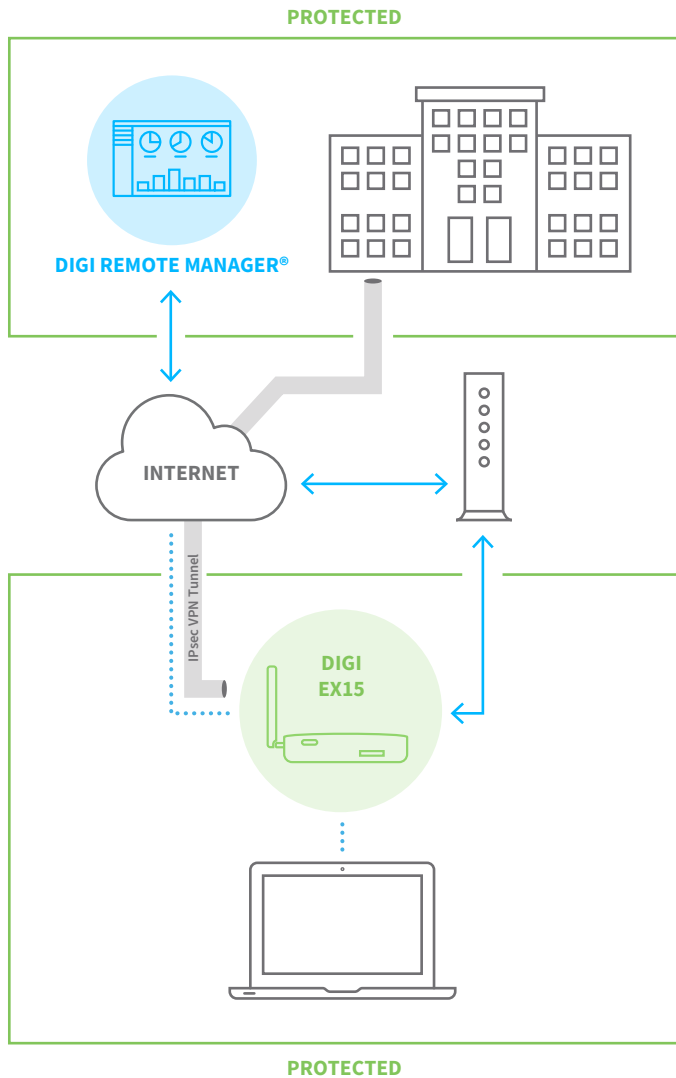 PROTECTED
DIGI REMOTE MANAGER®
INTERNET
IPsec VPN Tunnel
DIGI
EX15
PROTECTED